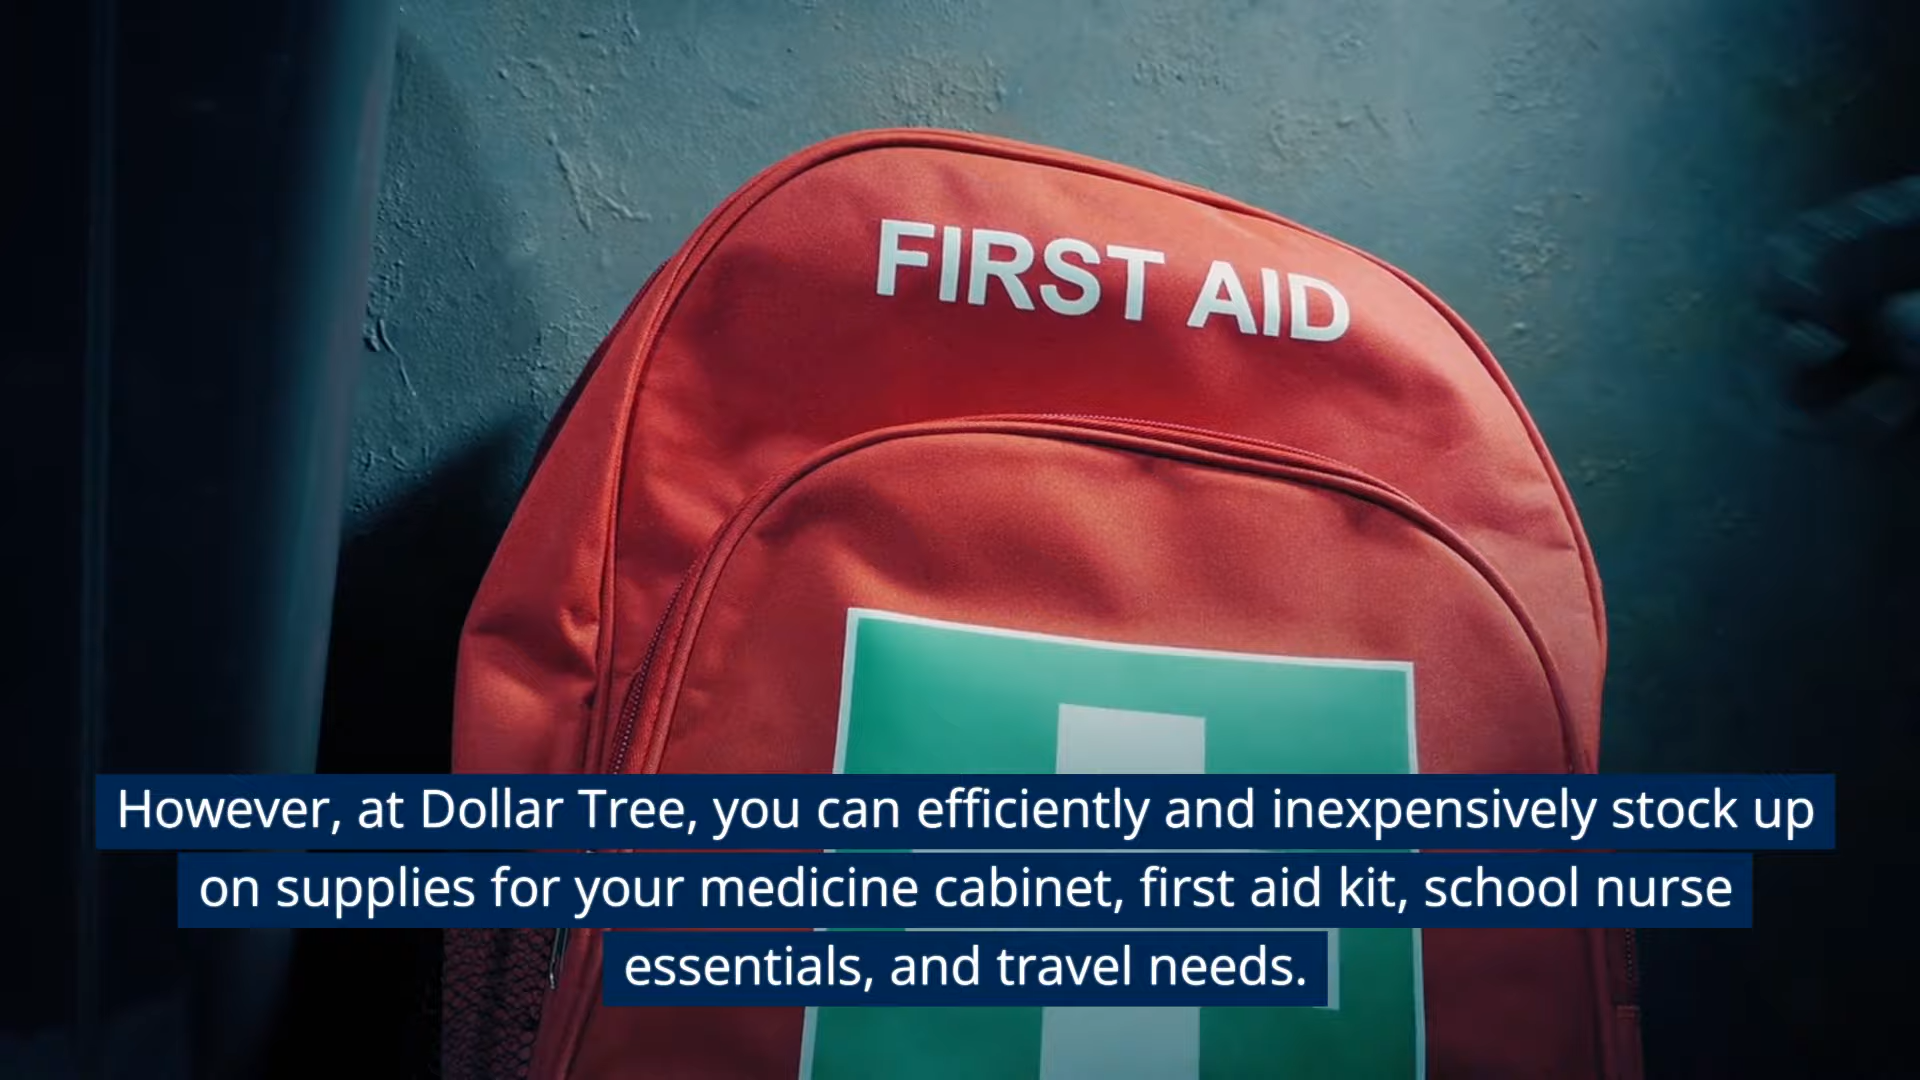 FIRST AID
However, at Dollar Tree, you can efficiently and inexpensively stock up
on supplies for your medicine cabinet, first aid kit, school nurse
essentials, and travel needs.